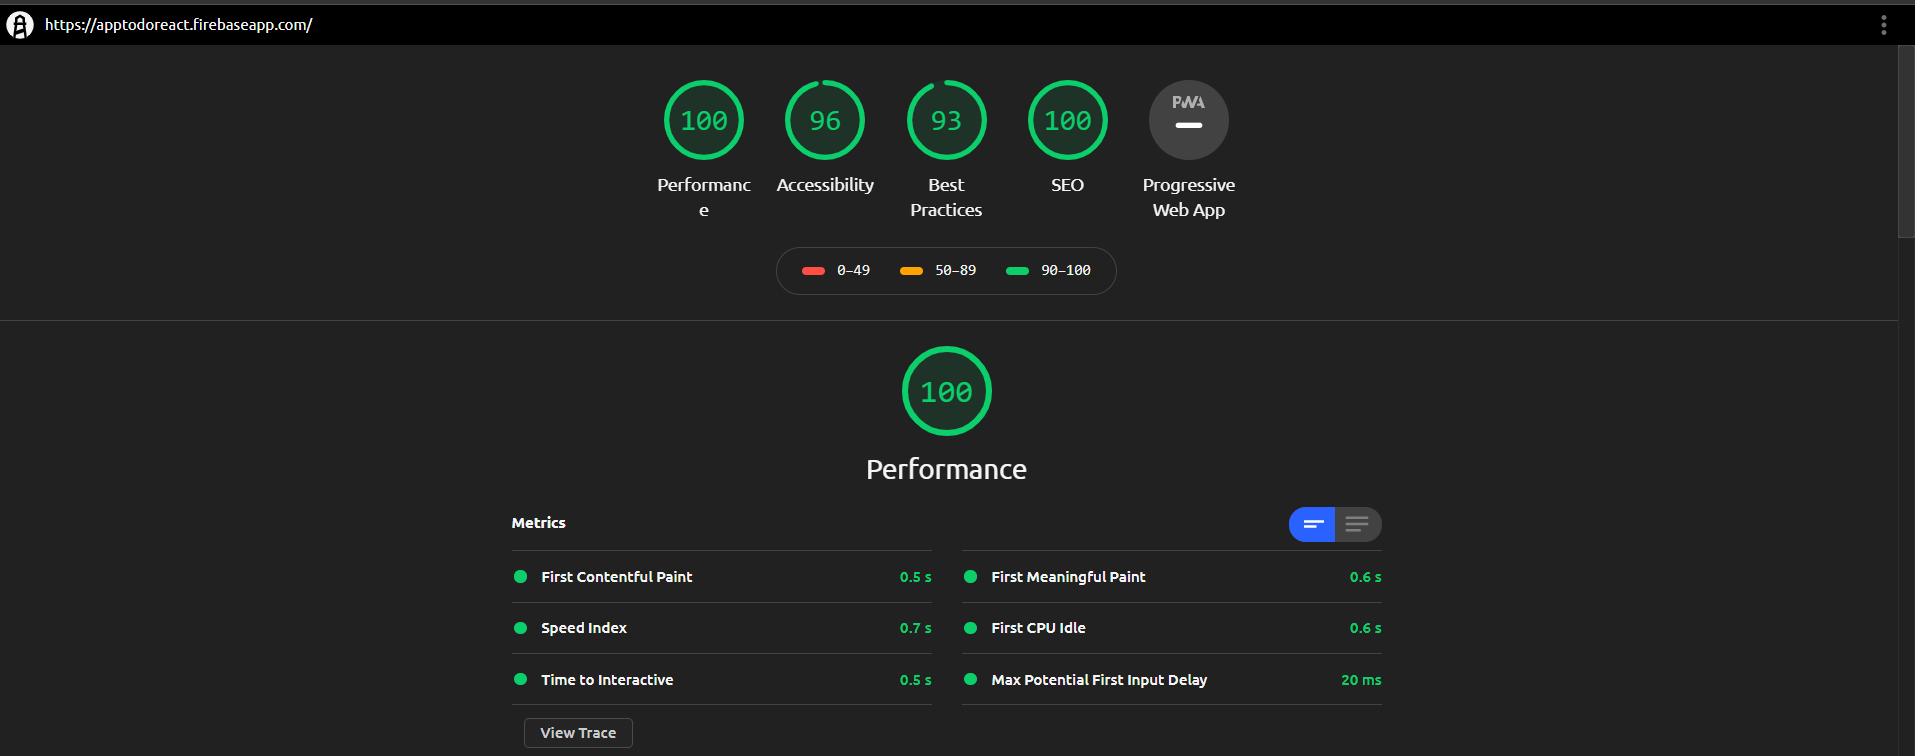 https://apptodoreact.firebaseapp.com/
100 96 93 100 PWA
Performanc Accessibility Best SEO Progressive
e Practices Web App
0–49 50–89 90–100
100
Performance
Metrics
First Contentful Paint 0.5 s First Meaningful Paint 0.6 s
Speed Index 0.7 s First CPU Idle 0.6 s
Time to Interactive 0.5 s Max Potential First Input Delay 20 ms
View Trace